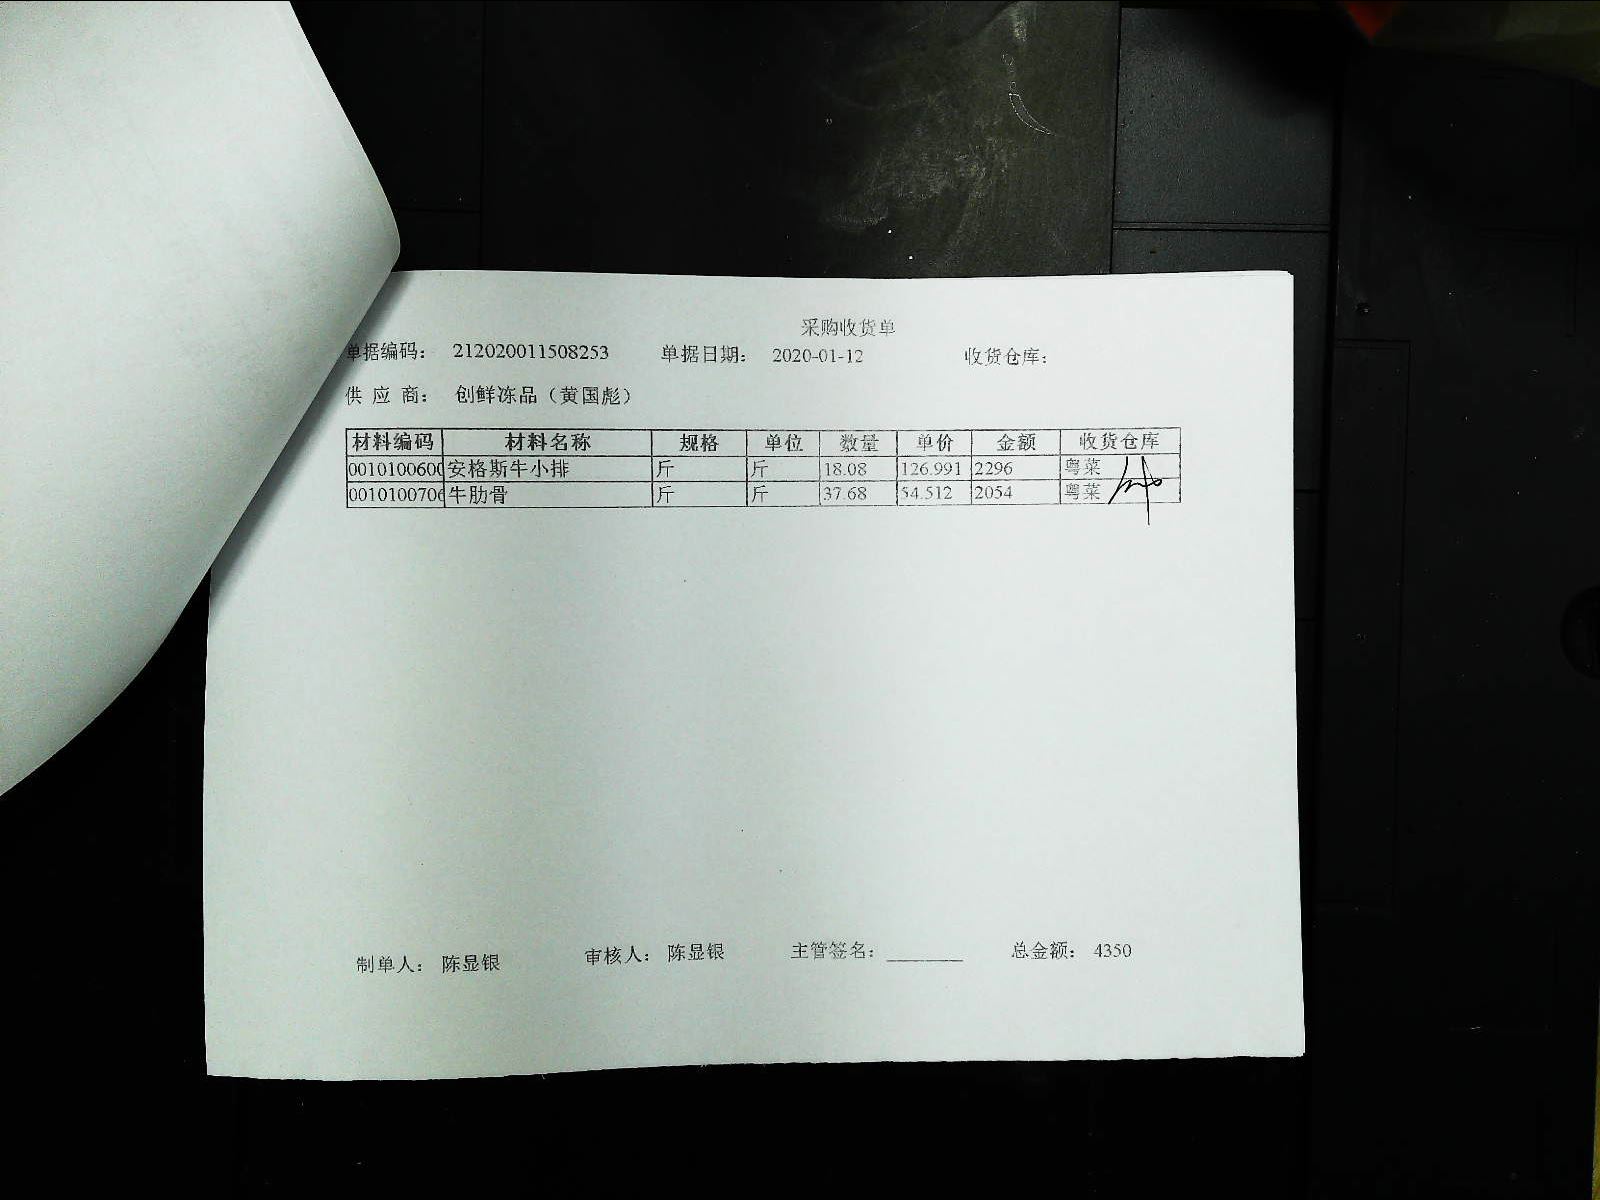 采购收货单
单据编码： 212020011508253 单据日期： 2020-01-12 收货仓库：
供 应 商： 创鲜冻品（黄国彪）
材料编码 材料名称 规格 单位 数量 单价 金额 收货仓库
0010100600 安格斯牛小排 斤 斤 18.08 126.991 2296 粤菜
0010100706 牛肋骨 斤 斤 37.68 54.512 2054 粤菜
制单人： 陈显银 审核人： 陈显银 主管签名：________ 总金额： 4350